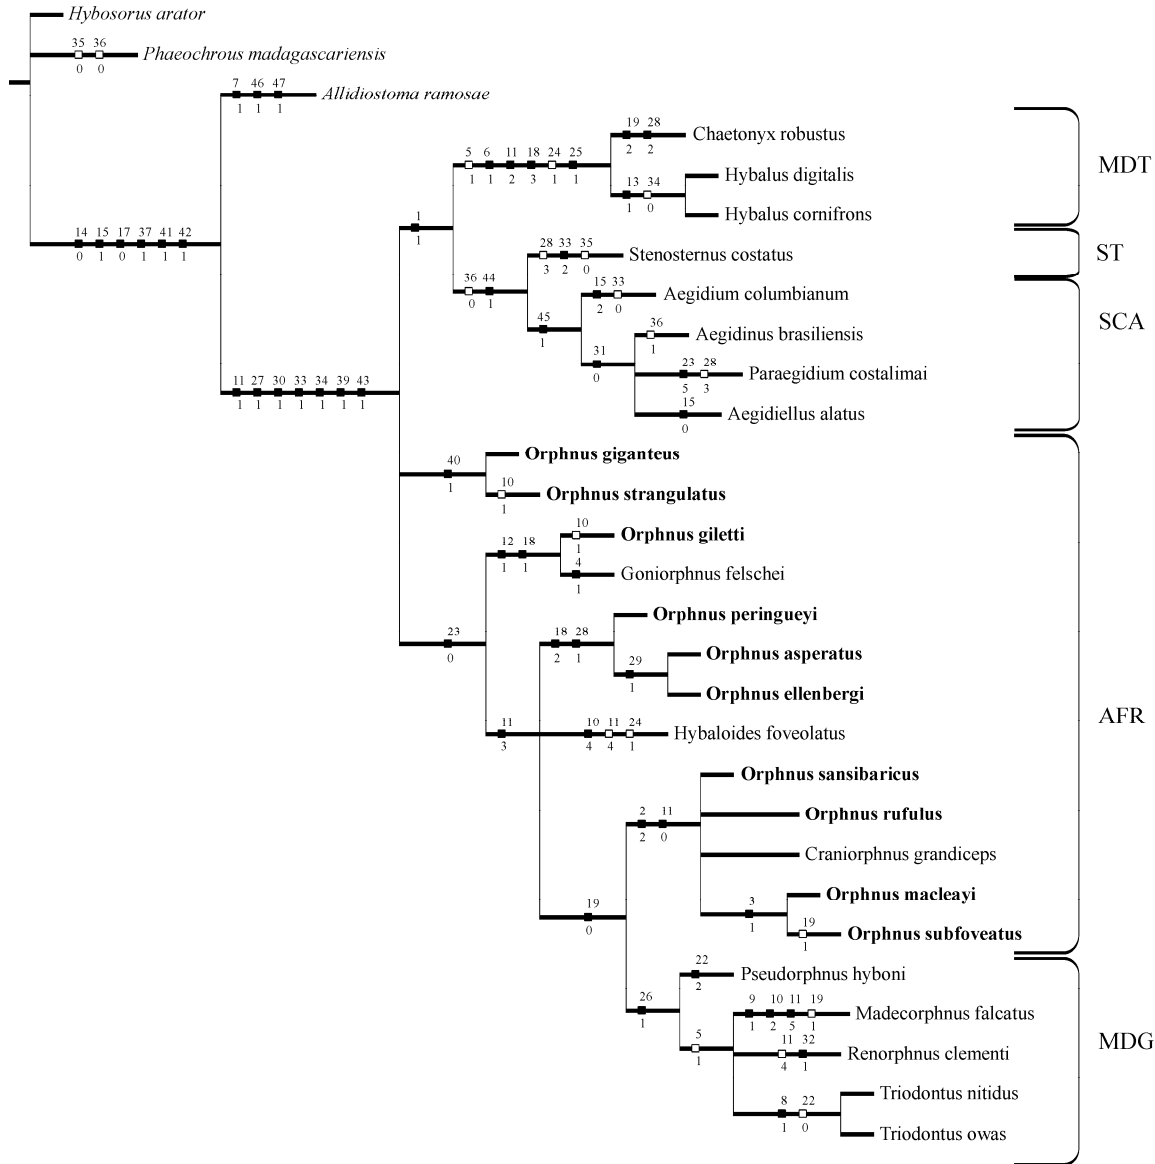 Hybosorus arator
35 36
Phaeochrous madagascariensis
0 0
7 46 47
Allidiostoma ramosae
1 1 1
19 28
Chaetonyx robustus
2 2
5 6 11 18 24 25
1 1 2 3 1 1
MDT
Hybalus digitalis
13 34
1 0
Hybalus cornifrons
1
1
14 15 17 37 41 42
0 1 0 1 1 1
28 33 35
Stenosternus costatus
3 2 0
ST
36 44
0 1
15 33
Aegidium columbianum
2 0
45
1
SCA
36
Aegidinus brasiliensis
1
31
0
23 28
Paraegidium costalimai
5 3
11 27 30 33 34 39 43
1 1 1 1 1 1 1
15
Aegidiellus alatus
0
Orphnus giganteus
40
1
10
Orphnus strangulatus
1
10
Orphnus giletti
1
12 18
1 1
4
Goniorphnus felschei
1
Orphnus peringueyi
23
0
18 28
2 1
Orphnus asperatus
29
1
Orphnus ellenbergi
AFR
11
3
10 11 24
Hybaloides foveolatus
4 4 1
Orphnus sansibaricus
2 11
2 0
Orphnus rufulus
Craniorphnus grandiceps
Orphnus macleayi
3
1
19
0
19
Orphnus subfoveatus
1
22
Pseudorphnus hyboni
2
26
1
9 10 11 19
Madecorphnus falcatus
1 2 5 1
MDG
5
1
11 32
Renorphnus clementi
4 1
Triodontus nitidus
8 22
1 0
Triodontus owas